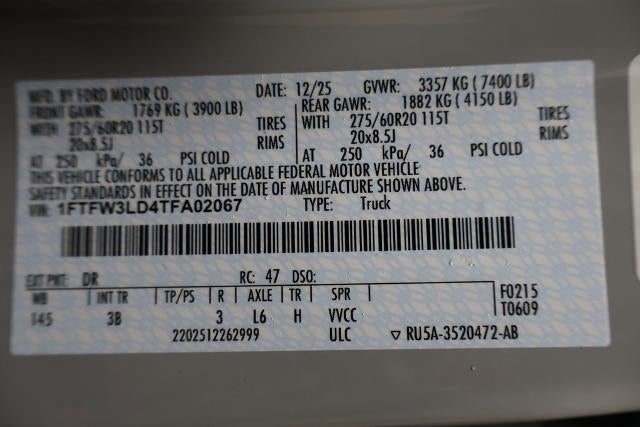 MFD. BY FORD MOTOR CO. DATE: 12/25 GVWR: 3357 KG ( 7400 LB)
FRONT GAWR: 1769 KG ( 3900 LB) REAR GAWR: 1882 KG ( 4150 LB)
WITH 275/60R20 115T TIRES WITH 275/60R20 115T TIRES
20x8.5J RIMS 20x8.5J RIMS
AT 250 kPa/ 36 PSI COLD AT 250 kPa/ 36 PSI COLD
THIS VEHICLE CONFORMS TO ALL APPLICABLE FEDERAL MOTOR VEHICLE
SAFETY STANDARDS IN EFFECT ON THE DATE OF MANUFACTURE SHOWN ABOVE.
VIN: 1FTFW3LD4TFA02067 TYPE: Truck
EXT PNT: DR RC: 47 DSO:
WB INT TR TP/PS R AXLE TR SPR F0215
145 3B 3 L6 H VVCC T0609
2202512262999 ULC ▽ RU5A-3520472-AB